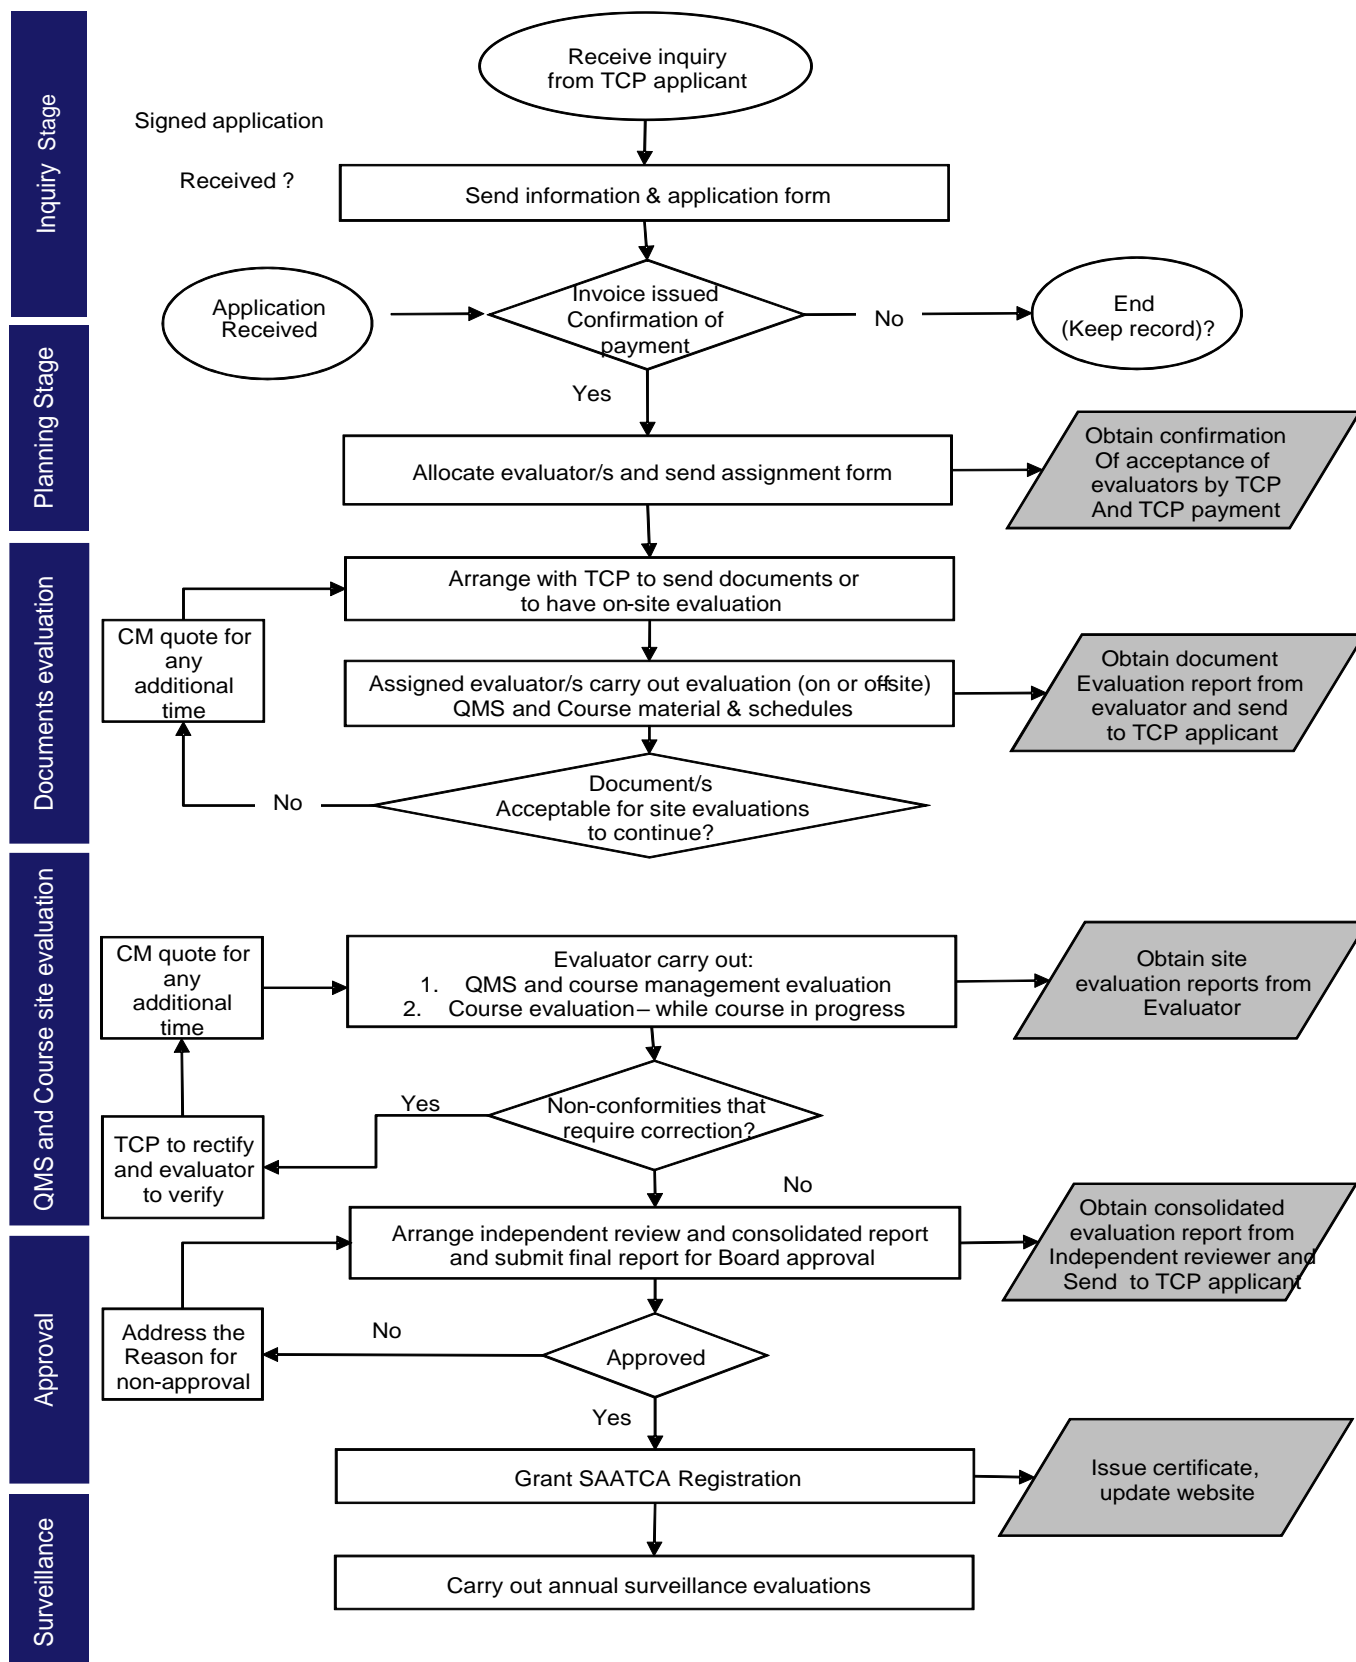 Inquiry  Stage
Receive inquiry
from TCP applicant
Signed application
Received ?
Send information & application form
Application
Received
Invoice issued
Confirmation of
payment
No
End
(Keep record)?
Yes
Planning Stage
Allocate evaluator/s and send assignment form
Obtain confirmation
Of acceptance of
evaluators by TCP
And TCP payment
Documents evaluation
Arrange with TCP to send documents or
to have on-site evaluation
CM quote for
any
additional
time
Assigned evaluator/s carry out evaluation (on or offsite)
QMS and Course material & schedules
Obtain document
Evaluation report from
evaluator and send
to TCP applicant
No
Document/s
Acceptable for site evaluations
to continue?
QMS and Course site evaluation
CM quote for
any
additional
time
Evaluator carry out:
1. QMS and course management evaluation
2. Course evaluation – while course in progress
Obtain site
evaluation reports from
Evaluator
Yes
Non-conformities that
require correction?
TCP to rectify
and evaluator
to verify
No
Arrange independent review and consolidated report
and submit final report for Board approval
Obtain consolidated
evaluation report from
Independent reviewer and
Send  to TCP applicant
Approval
Address the
Reason for
non-approval
No
Approved
Yes
Grant SAATCA Registration
Issue certificate,
update website
Surveillance
Carry out annual surveillance evaluations